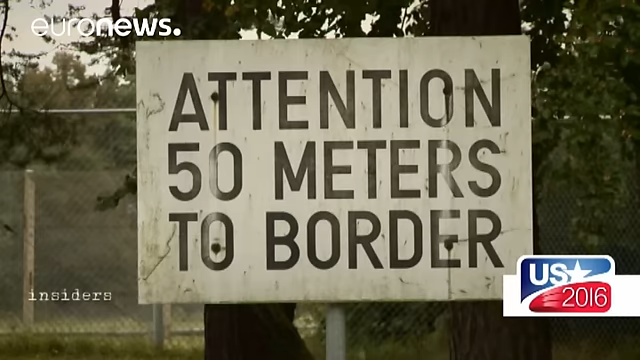 euronews.
ATTENTION
50 METERS
TO BORDER
insiders
US
2016